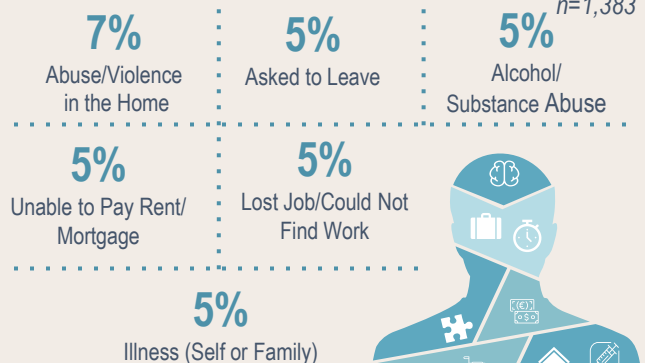 n=1,383
7%
Abuse/Violence
in the Home
5%
Asked to Leave
5%
Alcohol/
Substance Abuse
5%
Unable to Pay Rent/
Mortgage
5%
Lost Job/Could Not
Find Work
5%
Illness (Self or Family)